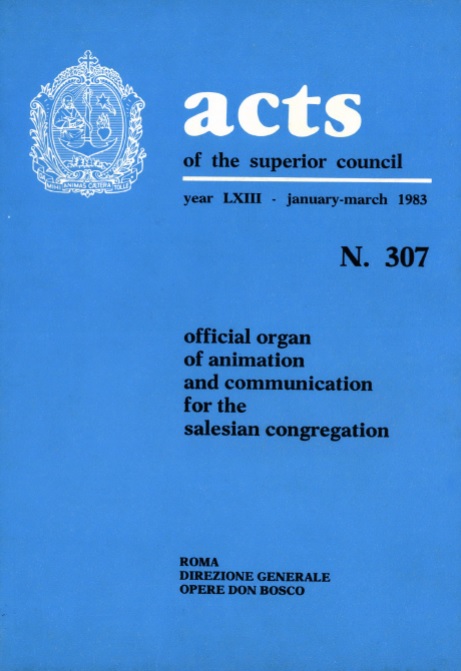 acts
of the superior council
year LXIII - january-march 1983
N. 307
official organ
of animation
and communication
for the
salesian congregation
ROMA
DIREZIONE GENERALE
OPERE DON BOSCO